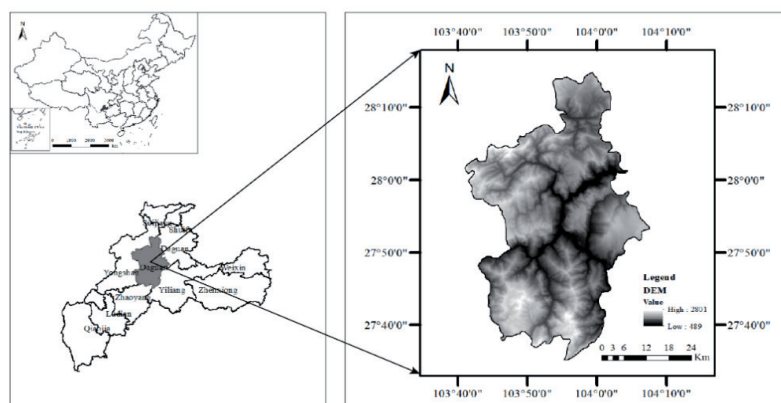 N
km
Suijiang
Yanjin
Daguan
Daguan
Weixin
Yongshan
Zhaoyang
Yiliang
Zhenxiong
Ludian
Qiaojia
103°40'0" 103°50'0" 104°0'0" 104°10'0"
N
28°10'0" 28°10'0"
28°0'0" 28°0'0"
27°50'0" 27°50'0"
27°40'0" 27°40'0"
Legend
DEM
Value
High : 2801
Low : 489
0 3 6 12 18 24
Km
103°40'0" 103°50'0" 104°0'0" 104°10'0"